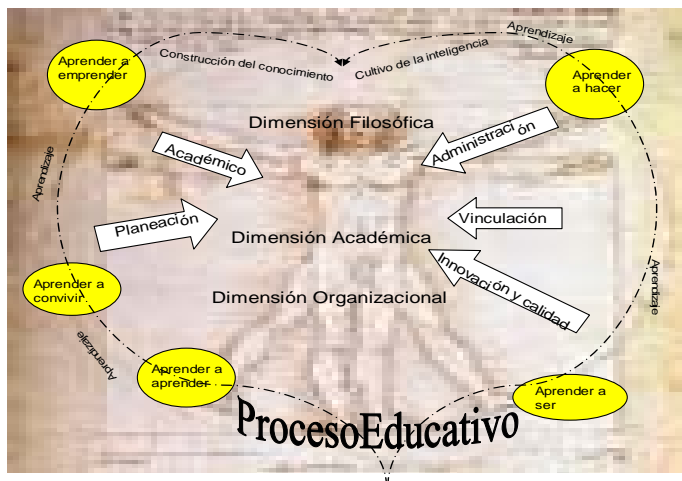 Aprendizaje
Construcción del conocimiento
Cultivo de la inteligencia
Aprender a
emprender
Aprender
a hacer
Dimensión Filosófica
Académico
Administración
Aprendizaje
Planeación
Vinculación
Dimensión Académica
Innovación y calidad
Aprendizaje
Aprender a
convivir
Dimensión Organizacional
Aprendizaje
Aprender a
aprender
Aprender a
ser
ProcesoEducativo